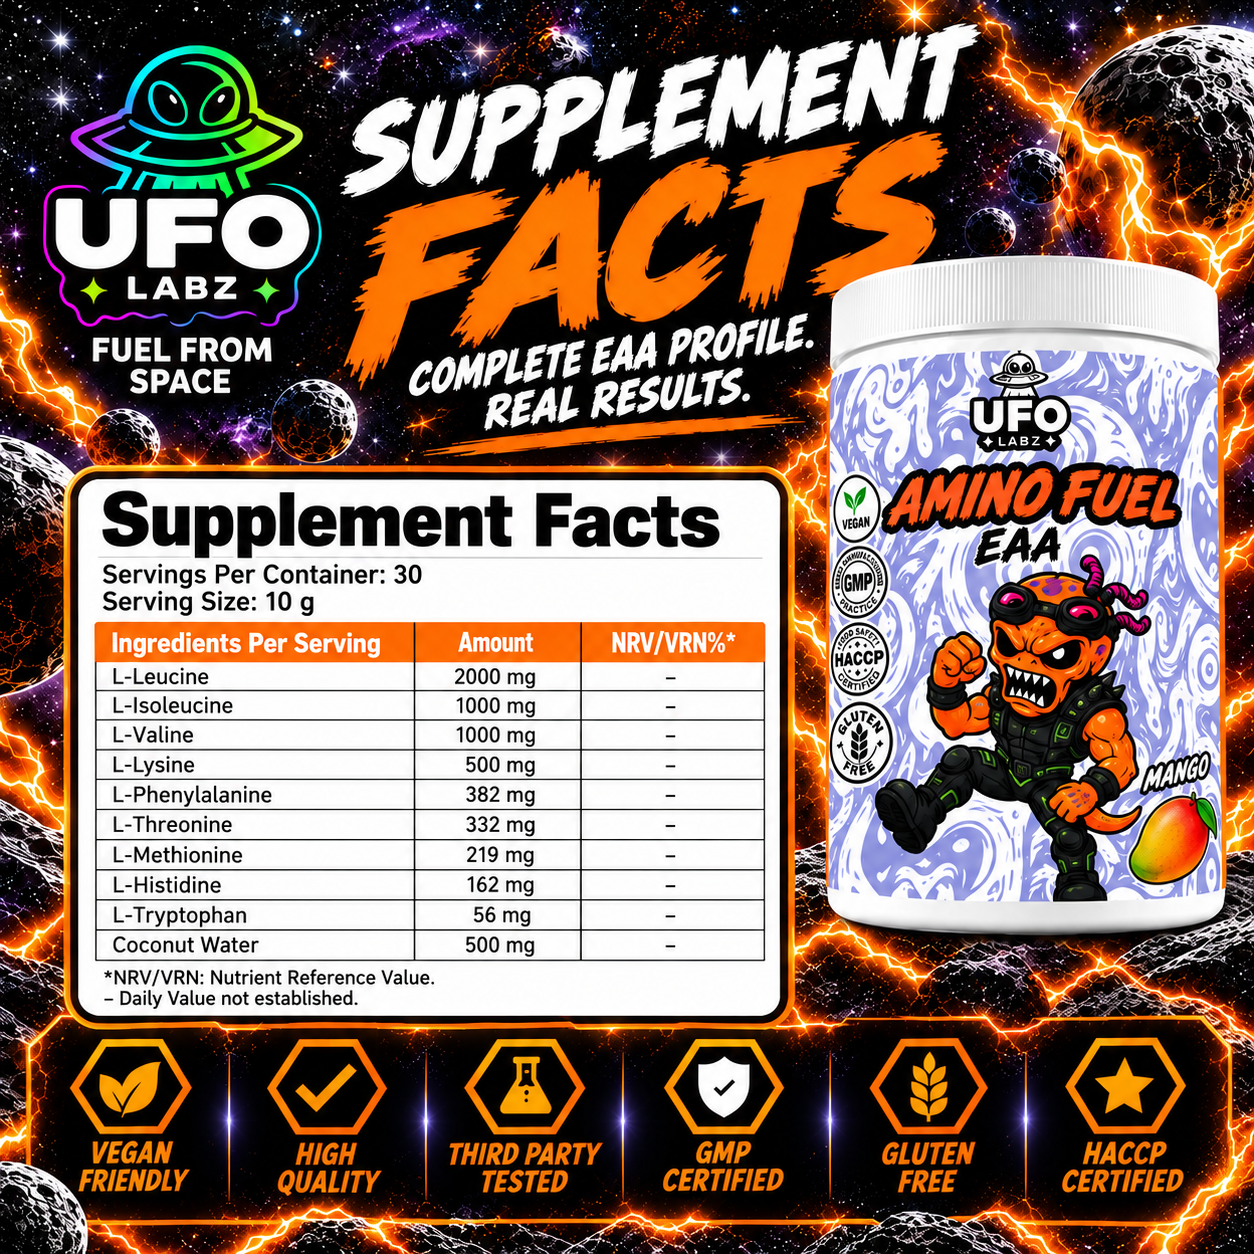 SUPPLEMENT
FACTS
COMPLETE EAA PROFILE.
REAL RESULTS.
UFO
LABZ
FUEL FROM
SPACE
Supplement Facts
Servings Per Container: 30
Serving Size: 10 g
Ingredients Per Serving Amount NRV/VRN%*
L-Leucine 2000 mg –
L-Isoleucine 1000 mg –
L-Valine 1000 mg –
L-Lysine 500 mg –
L-Phenylalanine 382 mg –
L-Threonine 332 mg –
L-Methionine 219 mg –
L-Histidine 162 mg –
L-Tryptophan 56 mg –
Coconut Water 500 mg –
*NRV/VRN: Nutrient Reference Value.
– Daily Value not established.
UFO
LABZ
AMINO FUEL
EAA
VEGAN
GMP
PRACTICE
HACCP
CERTIFIED
GLUTEN
FREE
MANGO
VEGAN
FRIENDLY
HIGH
QUALITY
THIRD PARTY
TESTED
GMP
CERTIFIED
GLUTEN
FREE
HACCP
CERTIFIED